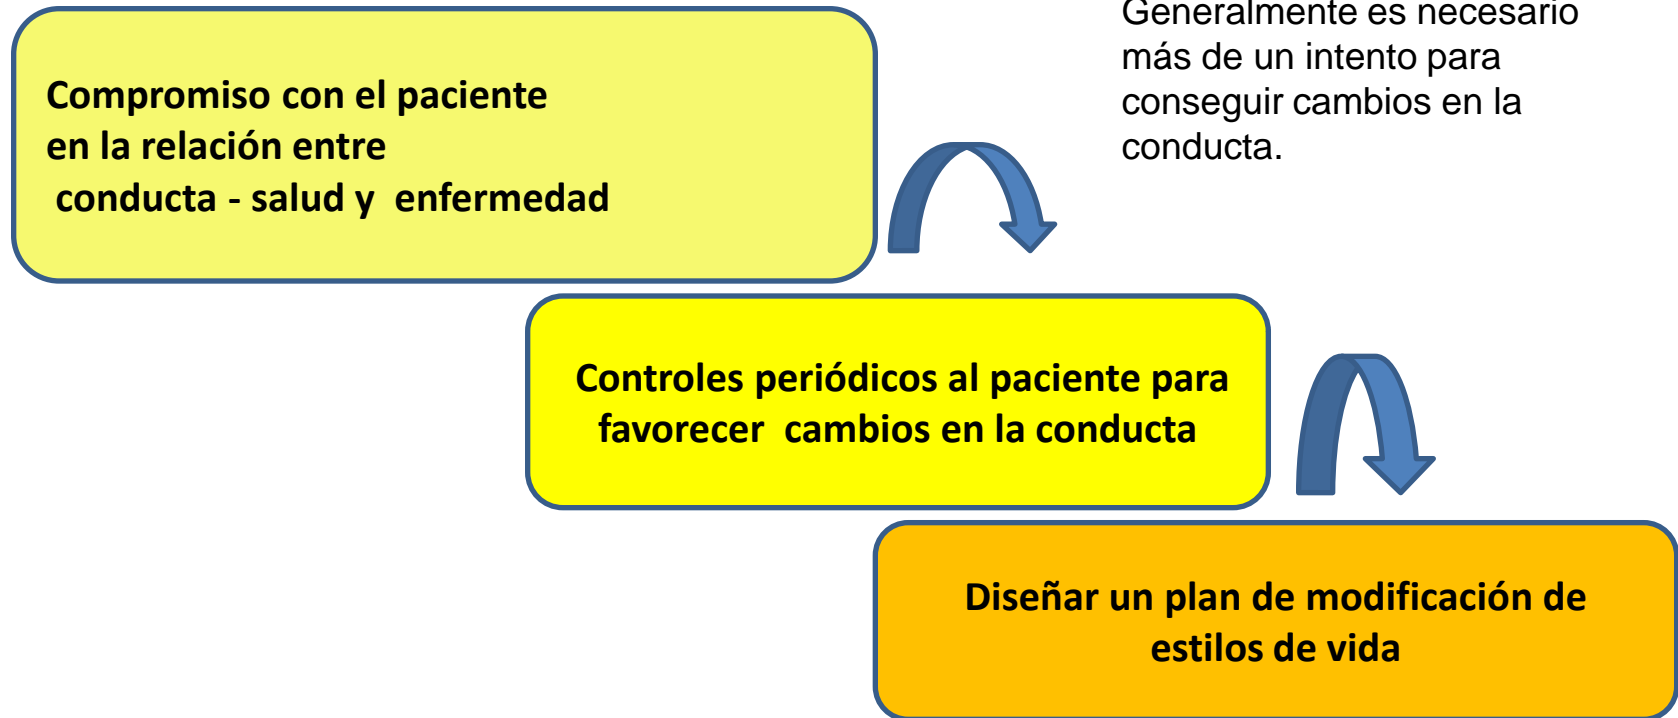 Generalmente es necesario
más de un intento para
conseguir cambios en la
conducta.
Compromiso con el paciente
en la relación entre
conducta - salud y  enfermedad
Controles periódicos al paciente para
favorecer  cambios en la conducta
Diseñar un plan de modificación de
estilos de vida